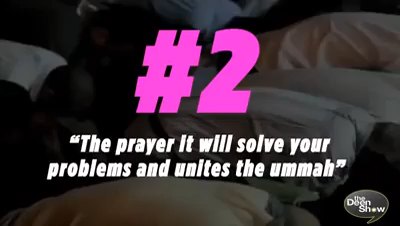 #2
“The prayer it will solve your
problems and unites the ummah”
the
Deen
Show